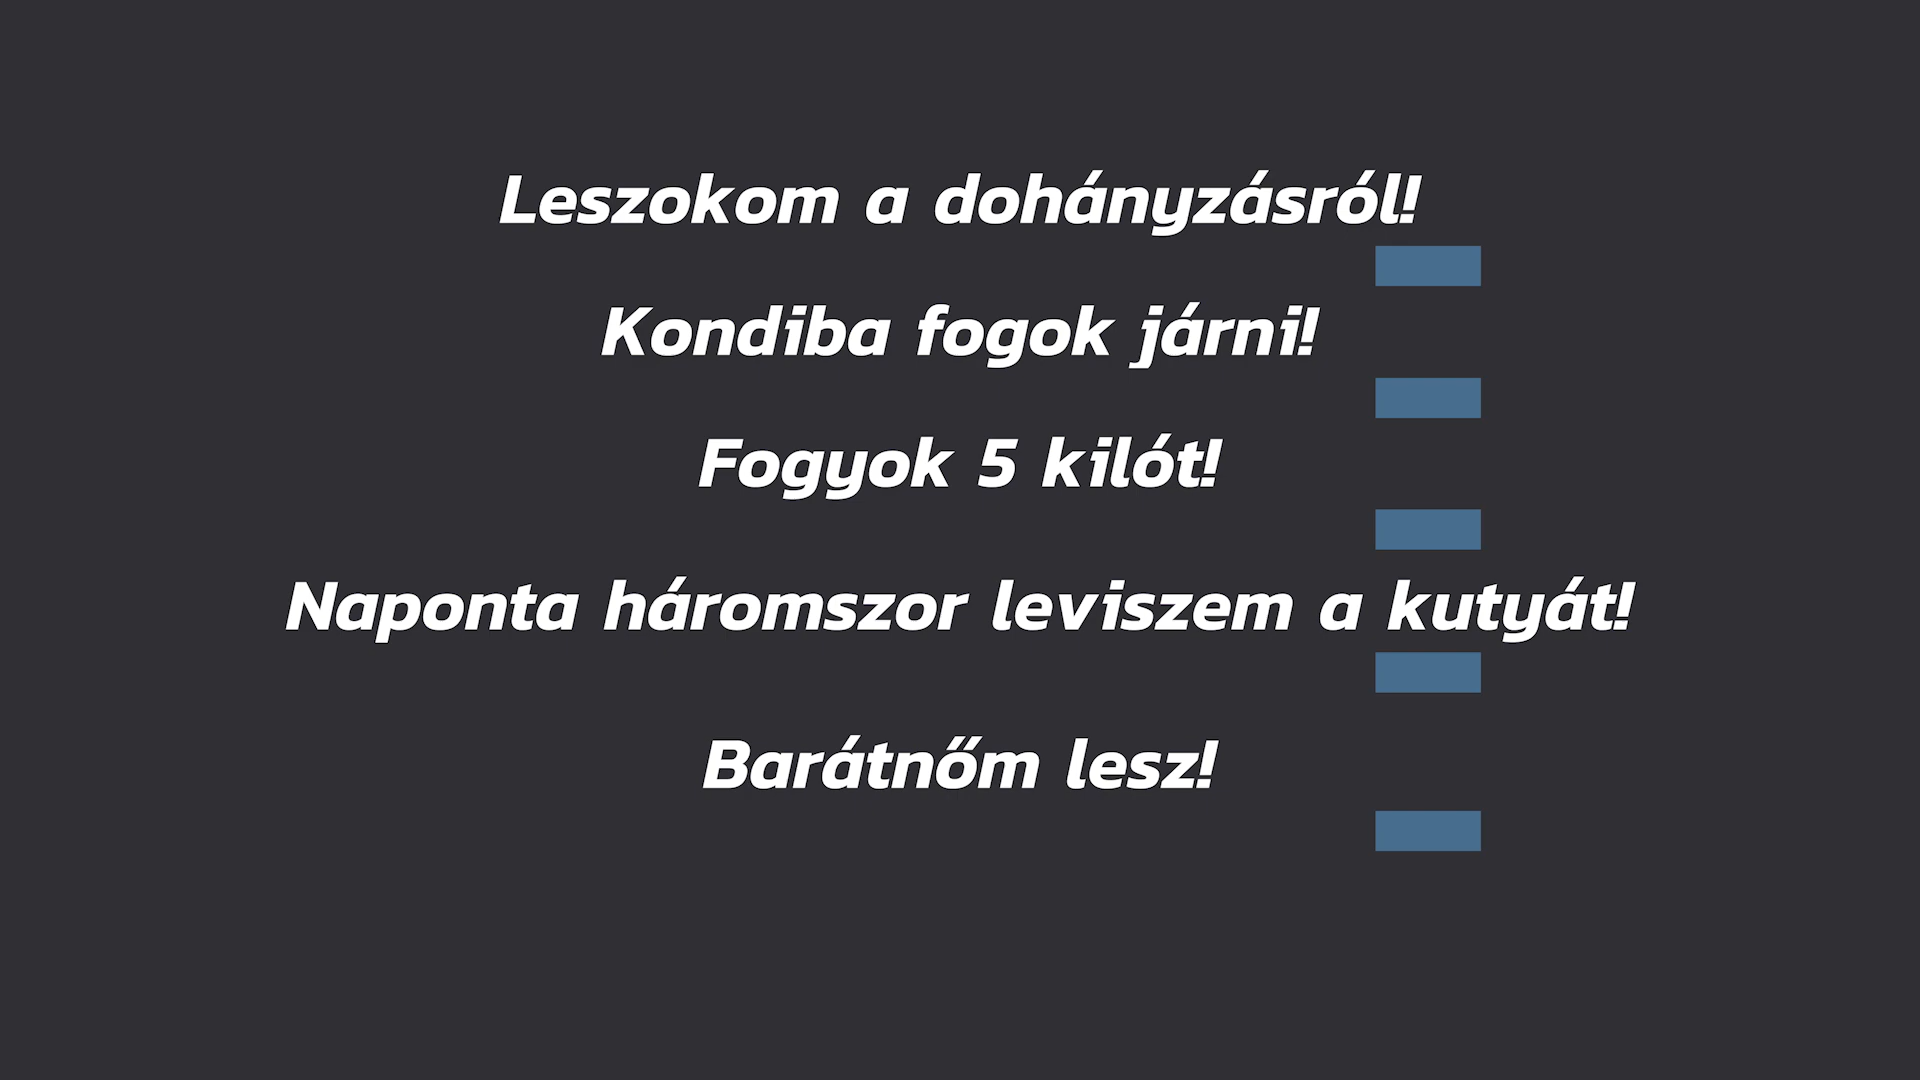 Leszokom a dohányzásról!
Kondiba fogok járni!
Fogyok 5 kilót!
Naponta háromszor leviszem a kutyát!
Barátnőm lesz!